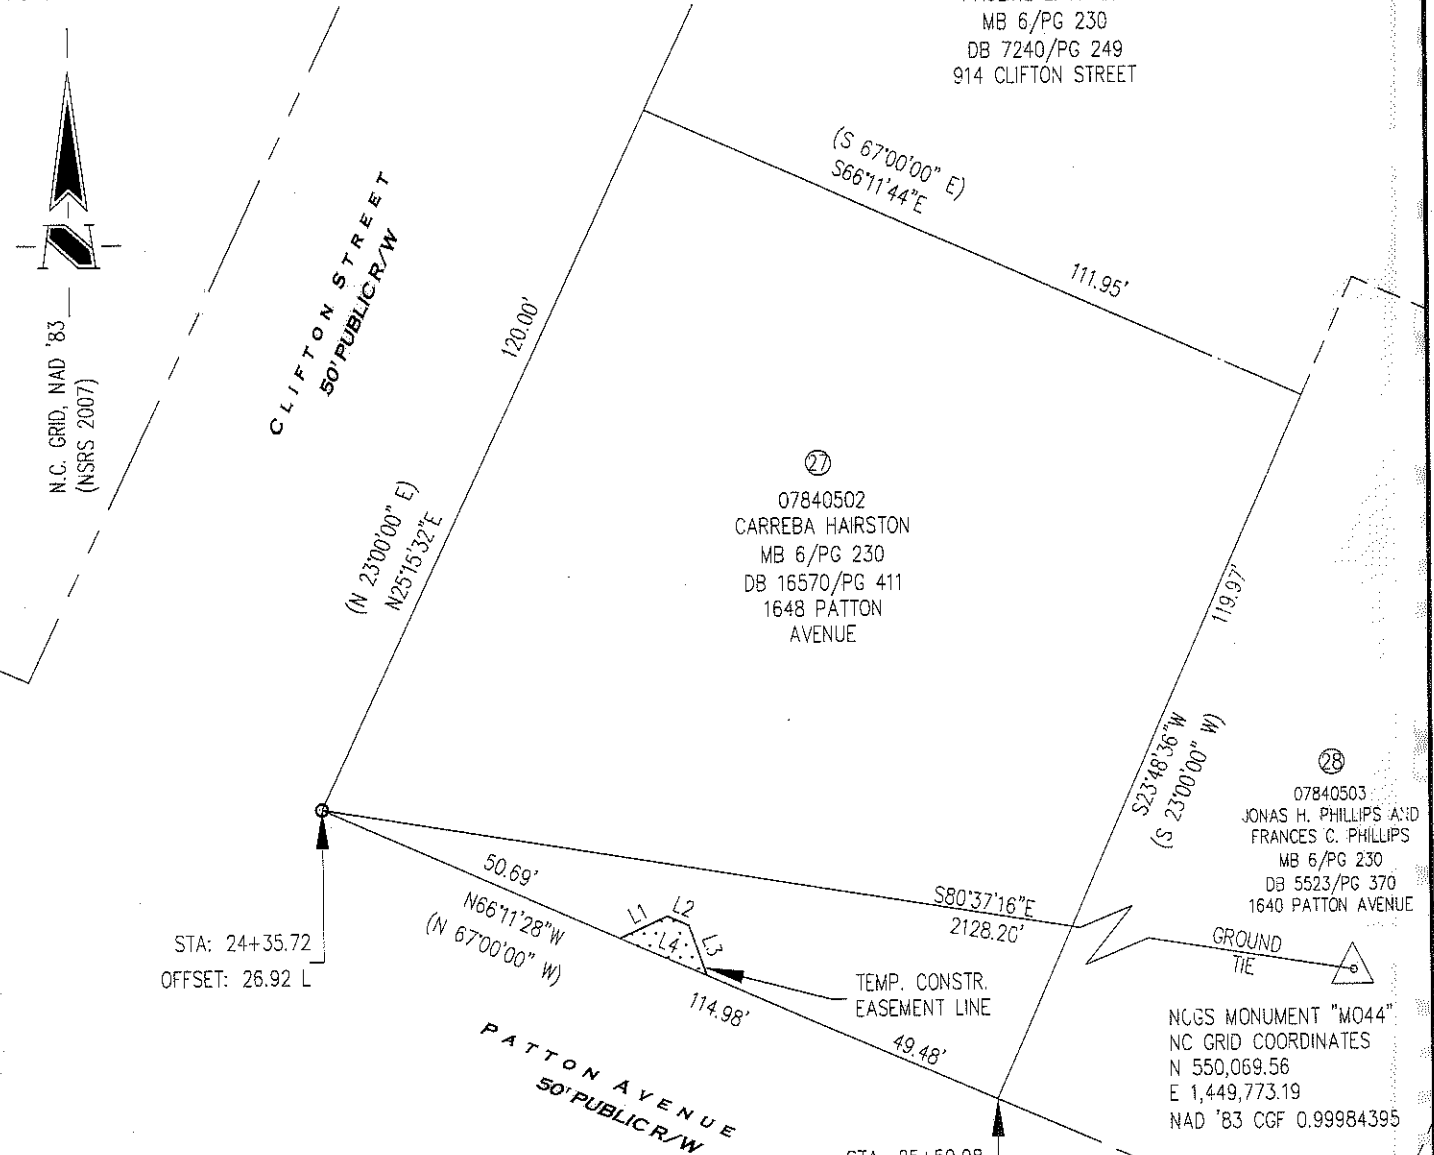 MB 6/PG 230
DB 7240/PG 249
914 CLIFTON STREET
(S 67°00'00" E)
S66°11'44"E
111.95'
N
N.C. GRID, NAD '83
(NSRS 2007)
CLIFTON STREET
50' PUBLIC R/W
120.00'
(N 23°00'00" E)
N25°15'32"E
27
07840502
CARREBA HAIRSTON
MB 6/PG 230
DB 16570/PG 411
1648 PATTON
AVENUE
119.97'
S23°48'36"W
(S 23°00'00" W)
28
07840503
JONAS H. PHILLIPS AND
FRANCES C. PHILLIPS
MB 6/PG 230
DB 5523/PG 370
1640 PATTON AVENUE
50.69'
N66°11'28"W
(N 67°00'00" W)
L1
L2
L3
L4
S80°37'16"E
2128.20'
GROUND
TIE
STA: 24+35.72
OFFSET: 26.92 L
TEMP. CONSTR.
EASEMENT LINE
114.98'
49.48'
PATTON AVENUE
50' PUBLIC R/W
NCGS MONUMENT "M044"
NC GRID COORDINATES
N 550,069.56
E 1,449,773.19
NAD '83 CGF 0.99984395